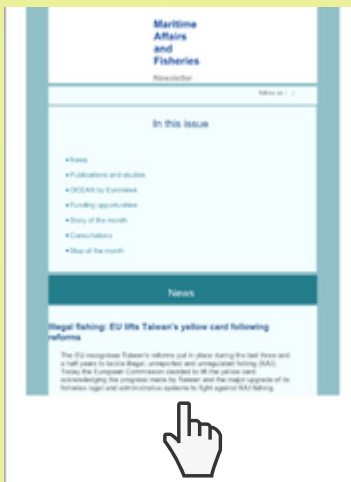 Maritime
Affairs
and
Fisheries
Newsletter
follow us
In this issue
• News
• Publications and studies
• OCEAN by Euronews
• Funding opportunities
• Story of the month
• Consultations
• Map of the month
News
Illegal fishing: EU lifts Taiwan's yellow card following
reforms
The EU recognises Taiwan's reforms put in place during the last three and
a half years to tackle illegal, unreported and unregulated fishing (IUU).
Today the European Commission decided to lift the yellow card
acknowledging the progress made by Taiwan and the major upgrade of its
fisheries legal and administrative systems to fight against IUU fishing.